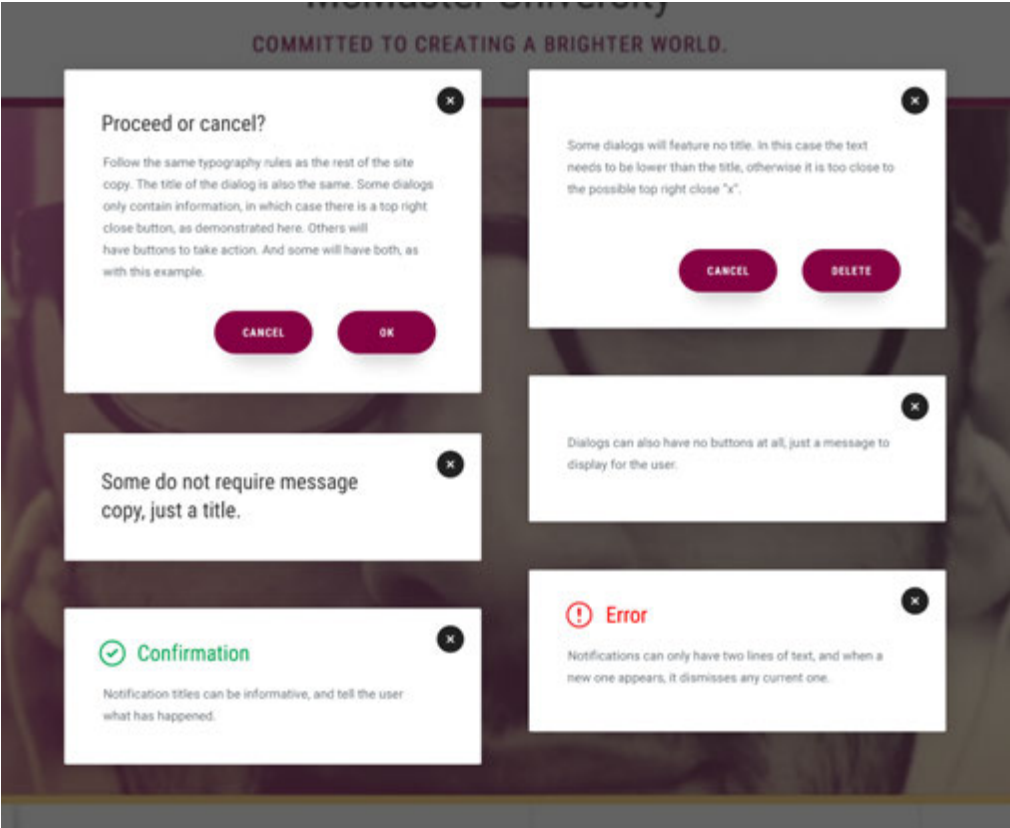 McMaster University
COMMITTED TO CREATING A BRIGHTER WORLD.
Proceed or cancel?
Follow the same typography rules as the rest of the site
copy. The title of the dialog is also the same. Some dialogs
only contain information, in which case there is a top right
close button, as demonstrated here. Others will
have buttons to take action. And some will have both, as
with this example.
CANCEL
OK
Some dialogs will feature no title. In this case the text
needs to be lower than the title, otherwise it is too close to
the possible top right close "x".
CANCEL
DELETE
Some do not require message
copy, just a title.
Dialogs can also have no buttons at all, just a message to
display for the user.
Confirmation
Notification titles can be informative, and tell the user
what has happened.
Error
Notifications can only have two lines of text, and when a
new one appears, it dismisses any current one.